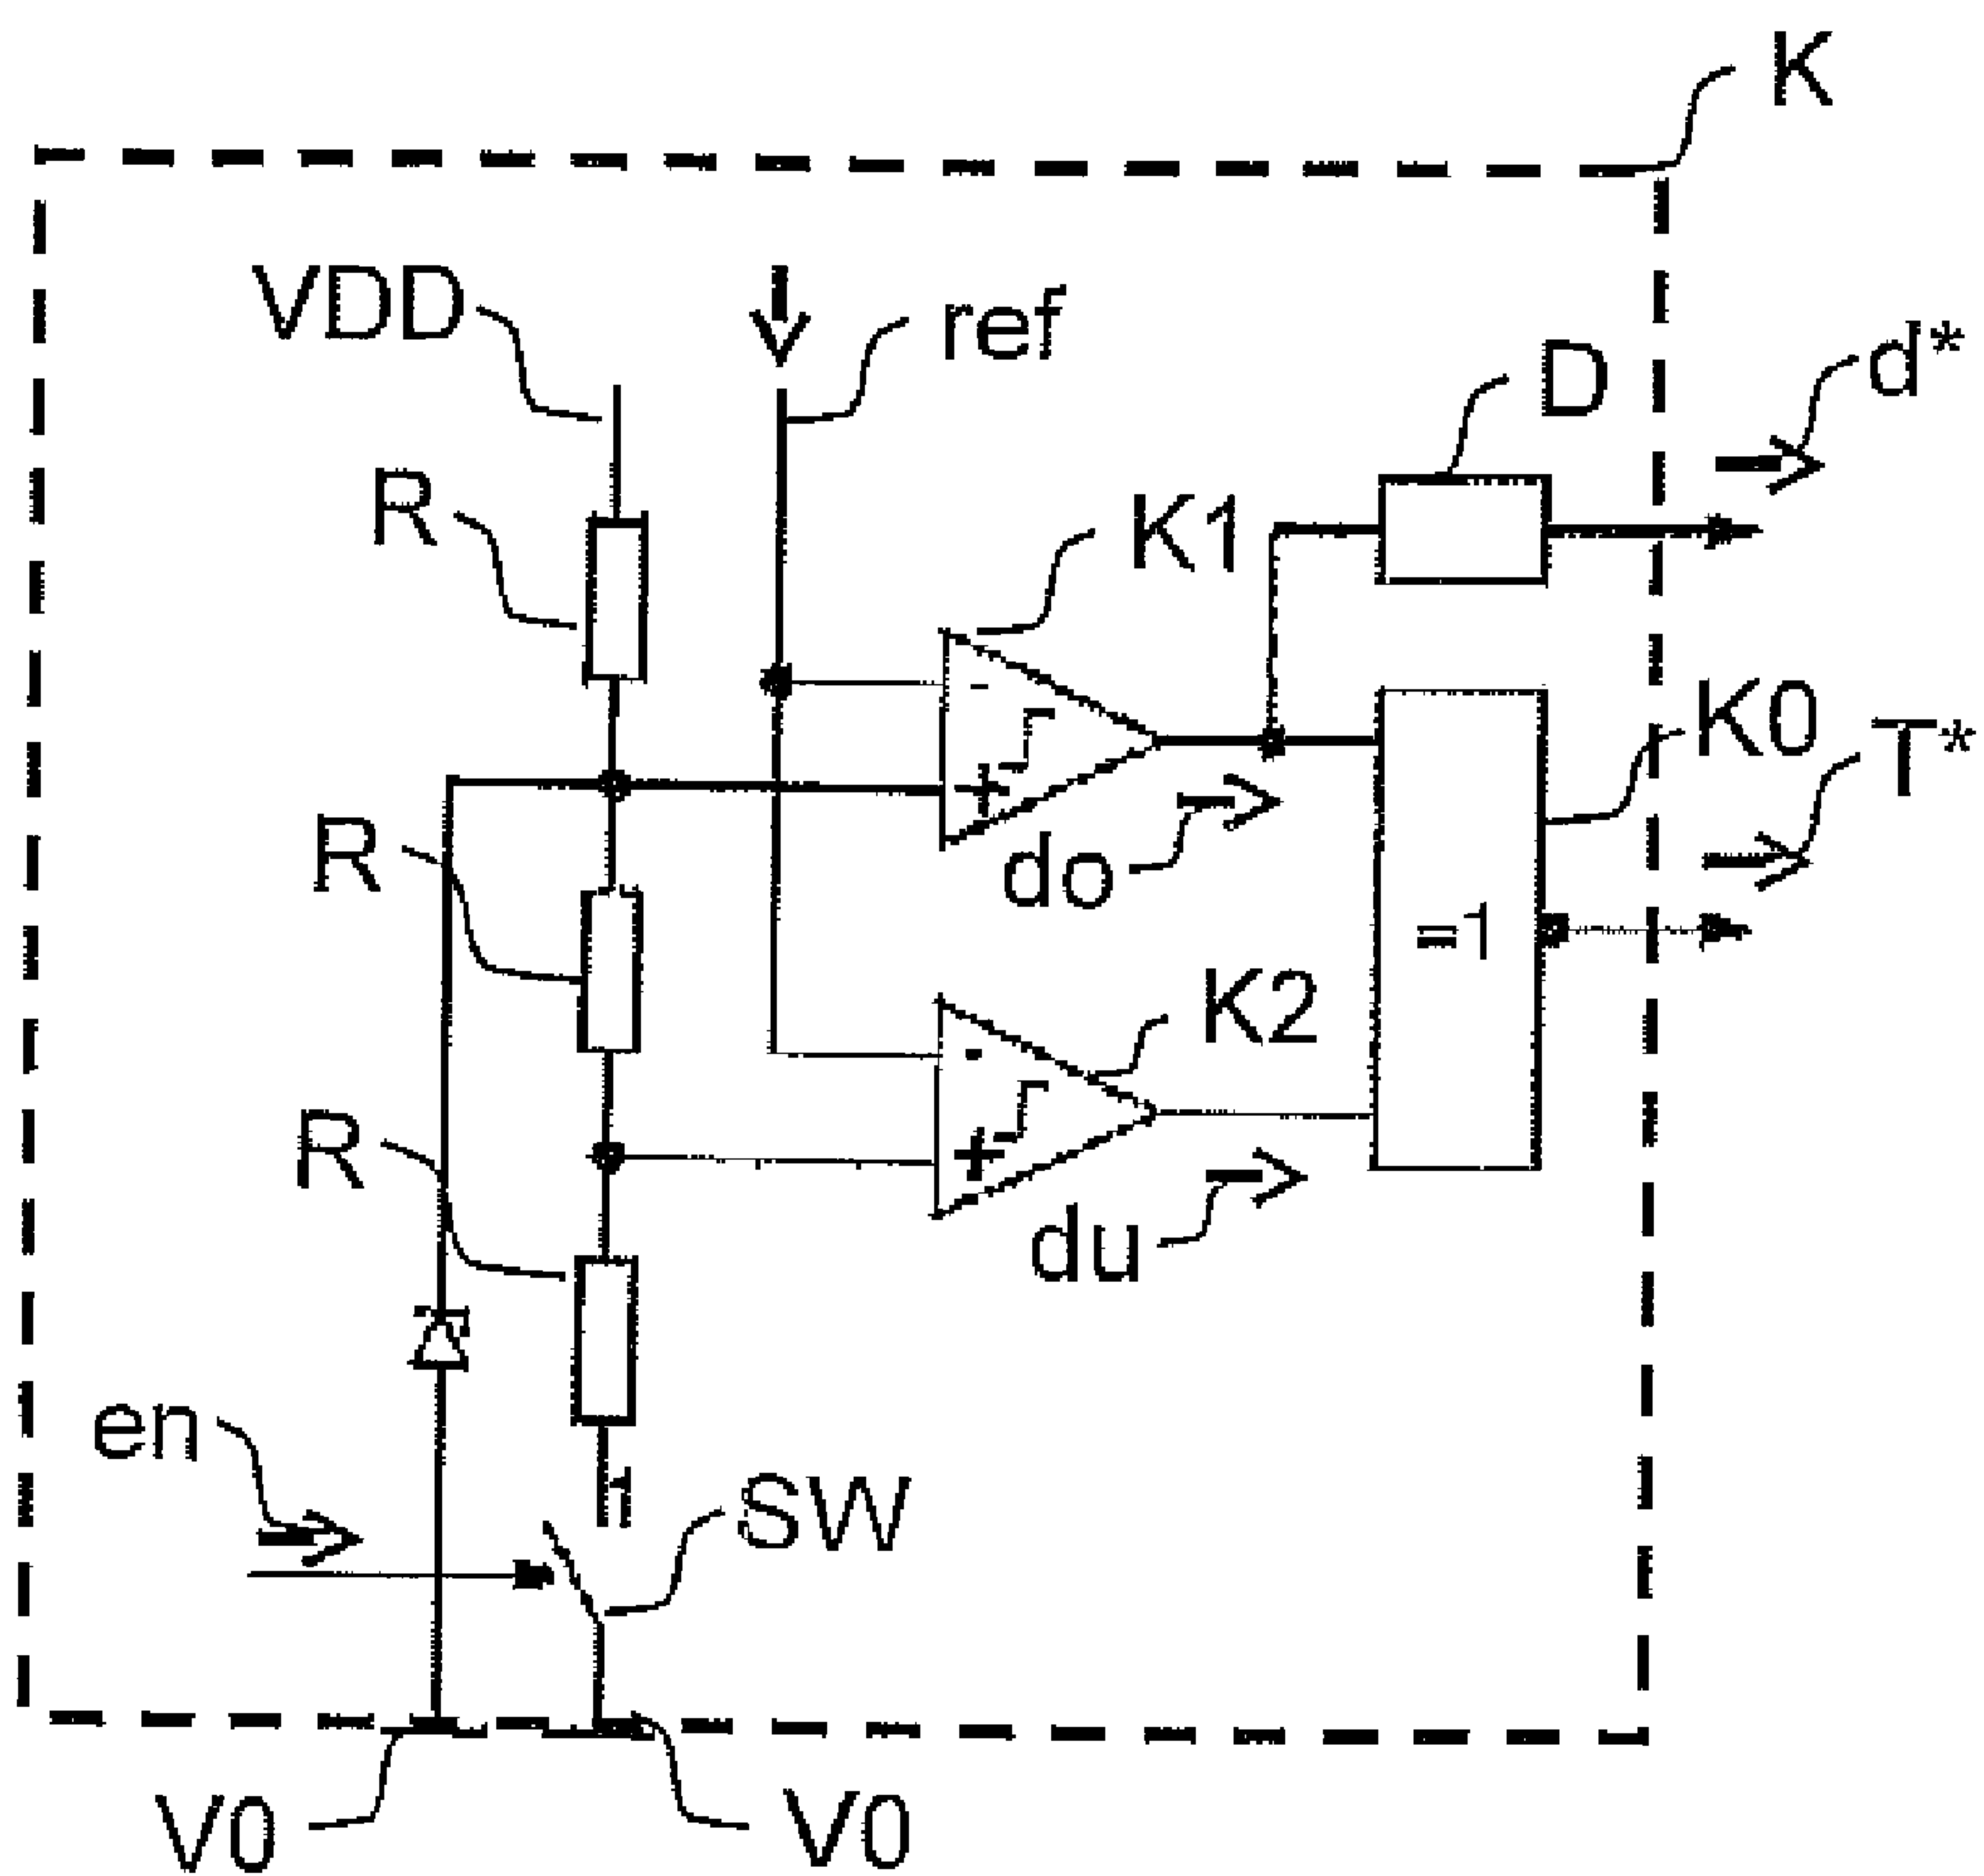 K
VDD
ref
d*
D
R
K1
-
K0
T*
+
R
do
=1
K2
-
R
+
du
en
SW
V0
V0